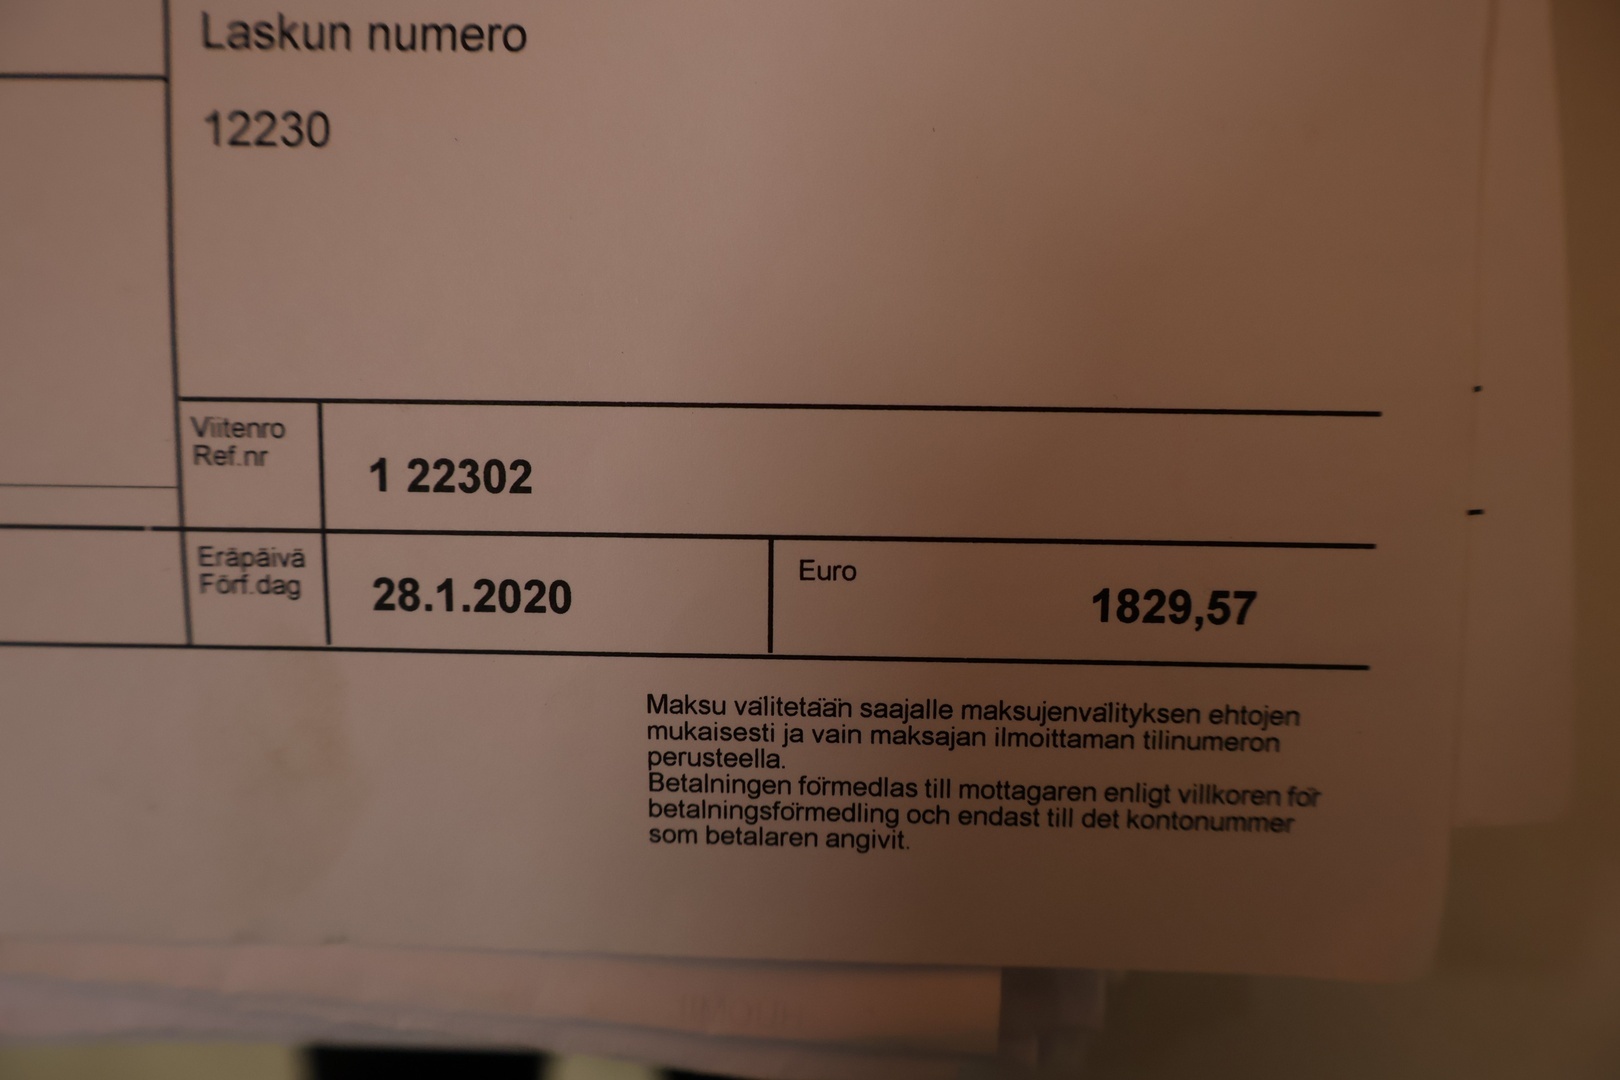 Laskun numero
12230
Viitenro
Ref.nr
1 22302
Eräpäivä
Förf.dag
28.1.2020
Euro
1829,57
Maksu välitetään saajalle maksujenvälityksen ehtojen
mukaisesti ja vain maksajan ilmoittaman tilinumeron
perusteella.
Betalningen förmedlas till mottagaren enligt villkoren för
betalningsförmedling och endast till det kontonummer
som betalaren angivit.